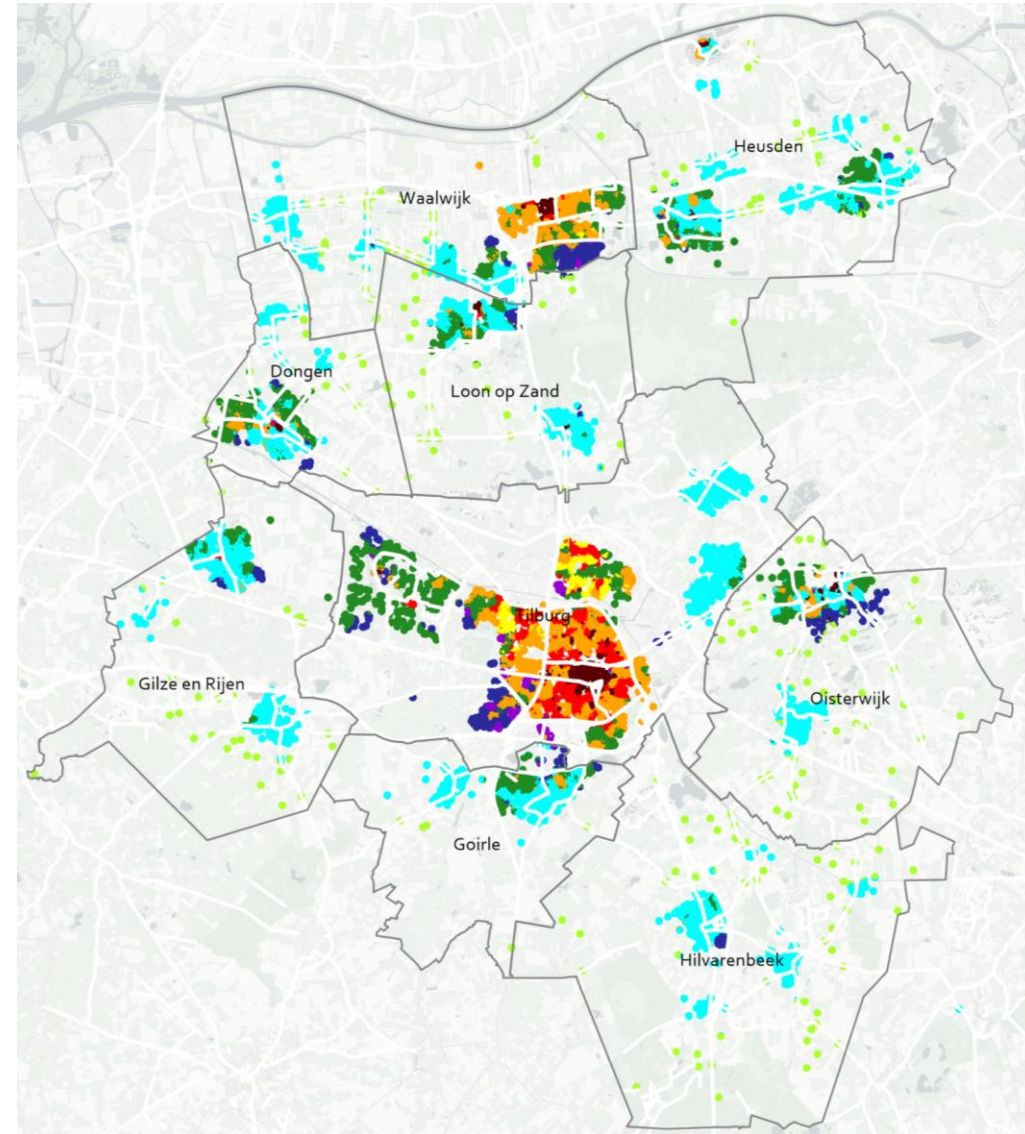 Heusden
Waalwijk
Dongen
Loon op Zand
Tilburg
Gilze en Rijen
Oisterwijk
Goirle
Hilvarenbeek